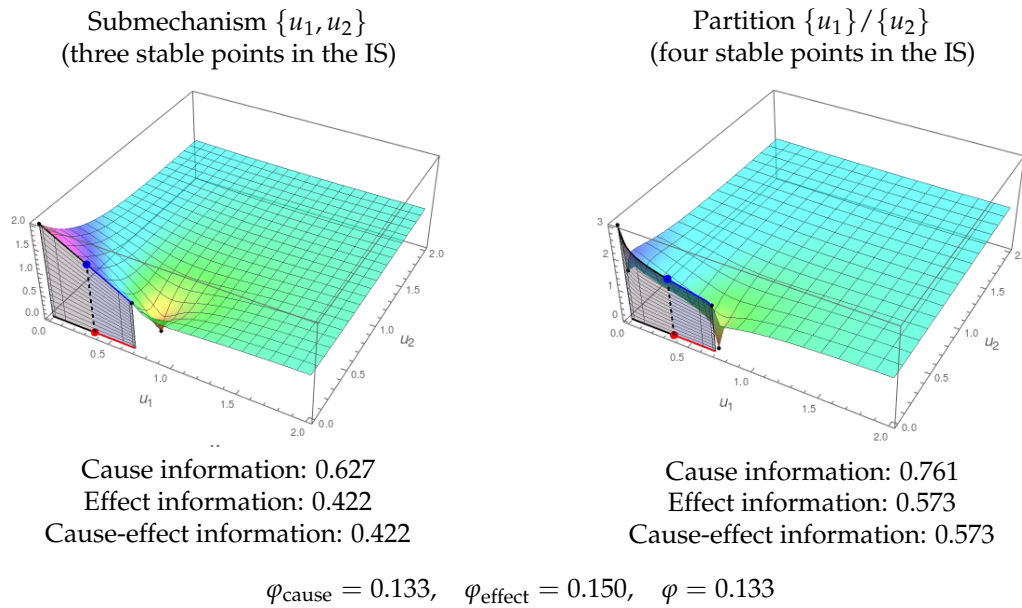 Submechanism {u₁, u₂}
(three stable points in the IS)
2.0
1.5
1.0
0.5
0.0
0.0
0.5
1.0
1.5
2.0
u₁
0.0
0.5
1.0
2.0
u₂
Cause information: 0.627
Effect information: 0.422
Cause-effect information: 0.422
Partition {u₁}/{u₂}
(four stable points in the IS)
3
2
1
0
0.0
0.5
1.0
1.5
2.0
u₁
0.0
0.5
1.0
2.
u₂
Cause information: 0.761
Effect information: 0.573
Cause-effect information: 0.573
φcause = 0.133, φeffect = 0.150, φ = 0.133